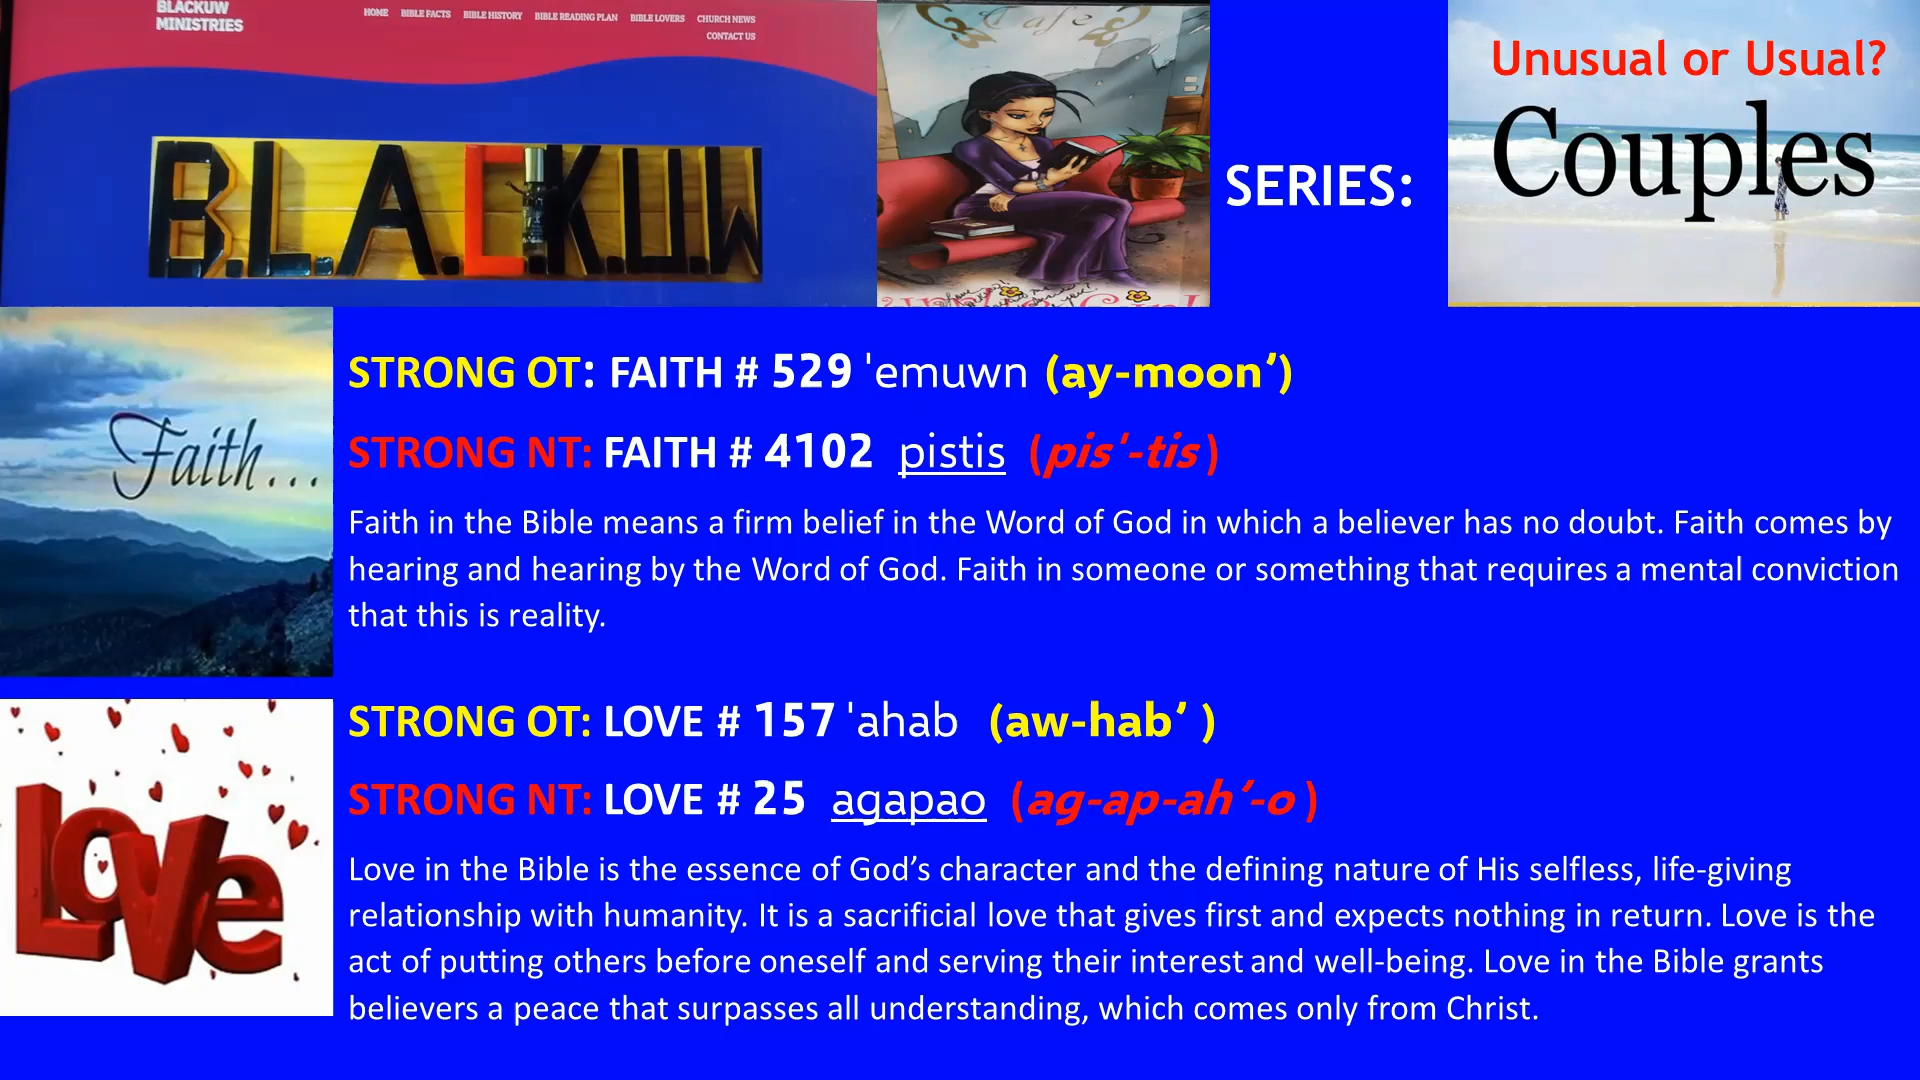 BLACKUW
MINISTRIES
HOME BIBLE FACTS BIBLE HISTORY BIBLE READING PLAN BIBLE LOVERS CHURCH NEWS
CONTACT US
B.L.A.C.K.U.W
Cafe
SERIES:
Unusual or Usual?
Couples
Faith...
STRONG OT: FAITH # 529 'emuwn (ay-moon’)
STRONG NT: FAITH # 4102 pistis (pis'-tis )
Faith in the Bible means a firm belief in the Word of God in which a believer has no doubt. Faith comes by
hearing and hearing by the Word of God. Faith in someone or something that requires a mental conviction
that this is reality.
Love
STRONG OT: LOVE # 157 'ahab (aw-hab’ )
STRONG NT: LOVE # 25 agapao (ag-ap-ah’-o )
Love in the Bible is the essence of God’s character and the defining nature of His selfless, life-giving
relationship with humanity. It is a sacrificial love that gives first and expects nothing in return. Love is the
act of putting others before oneself and serving their interest and well-being. Love in the Bible grants
believers a peace that surpasses all understanding, which comes only from Christ.